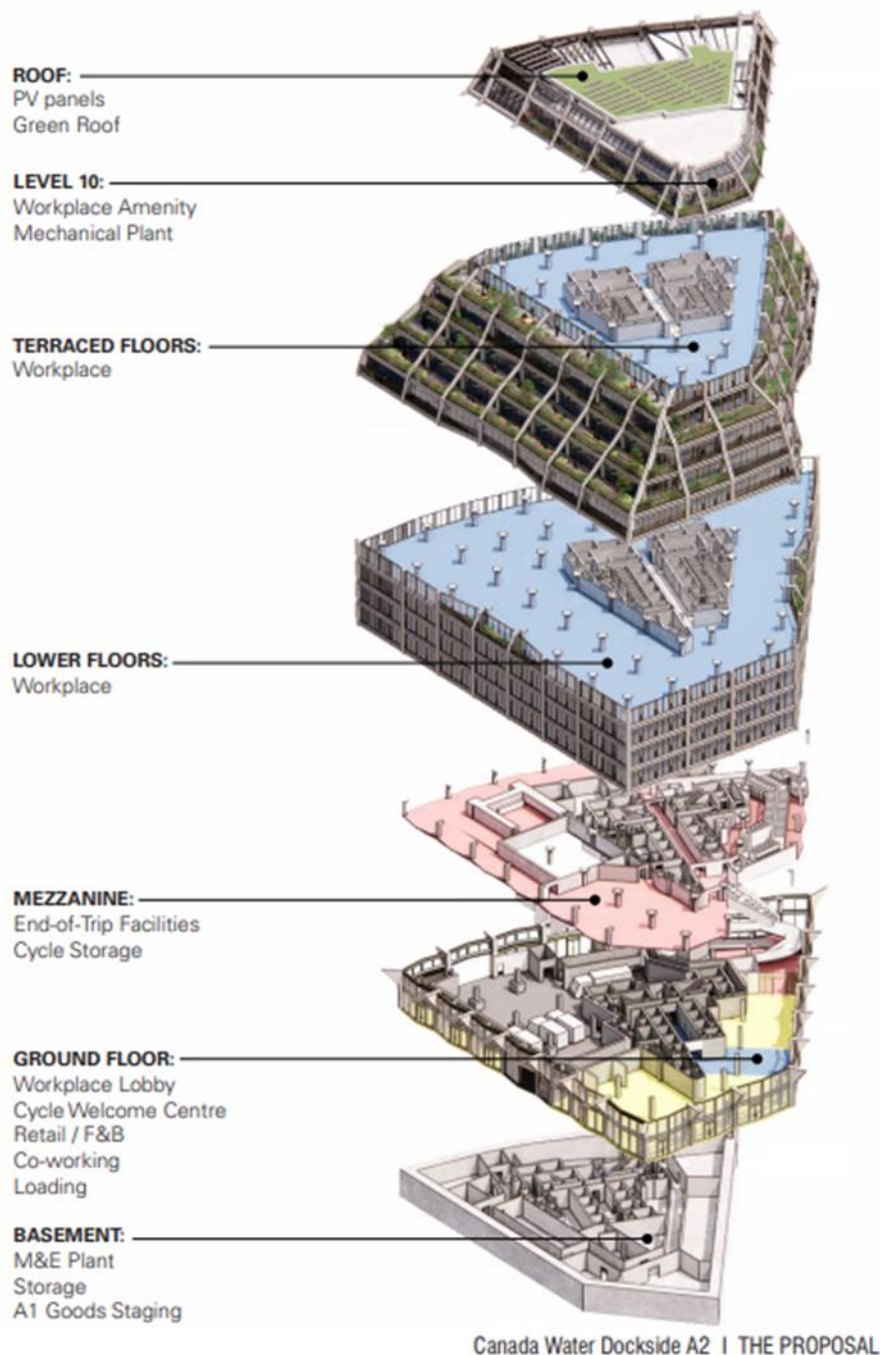 ROOF:
PV panels
Green Roof
LEVEL 10:
Workplace Amenity
Mechanical Plant
TERRACED FLOORS:
Workplace
LOWER FLOORS:
Workplace
MEZZANINE:
End-of-Trip Facilities
Cycle Storage
GROUND FLOOR:
Workplace Lobby
Cycle Welcome Centre
Retail / F&B
Co-working
Loading
BASEMENT:
M&E Plant
Storage
A1 Goods Staging
Canada Water Dockside A2 | THE PROPOSAL